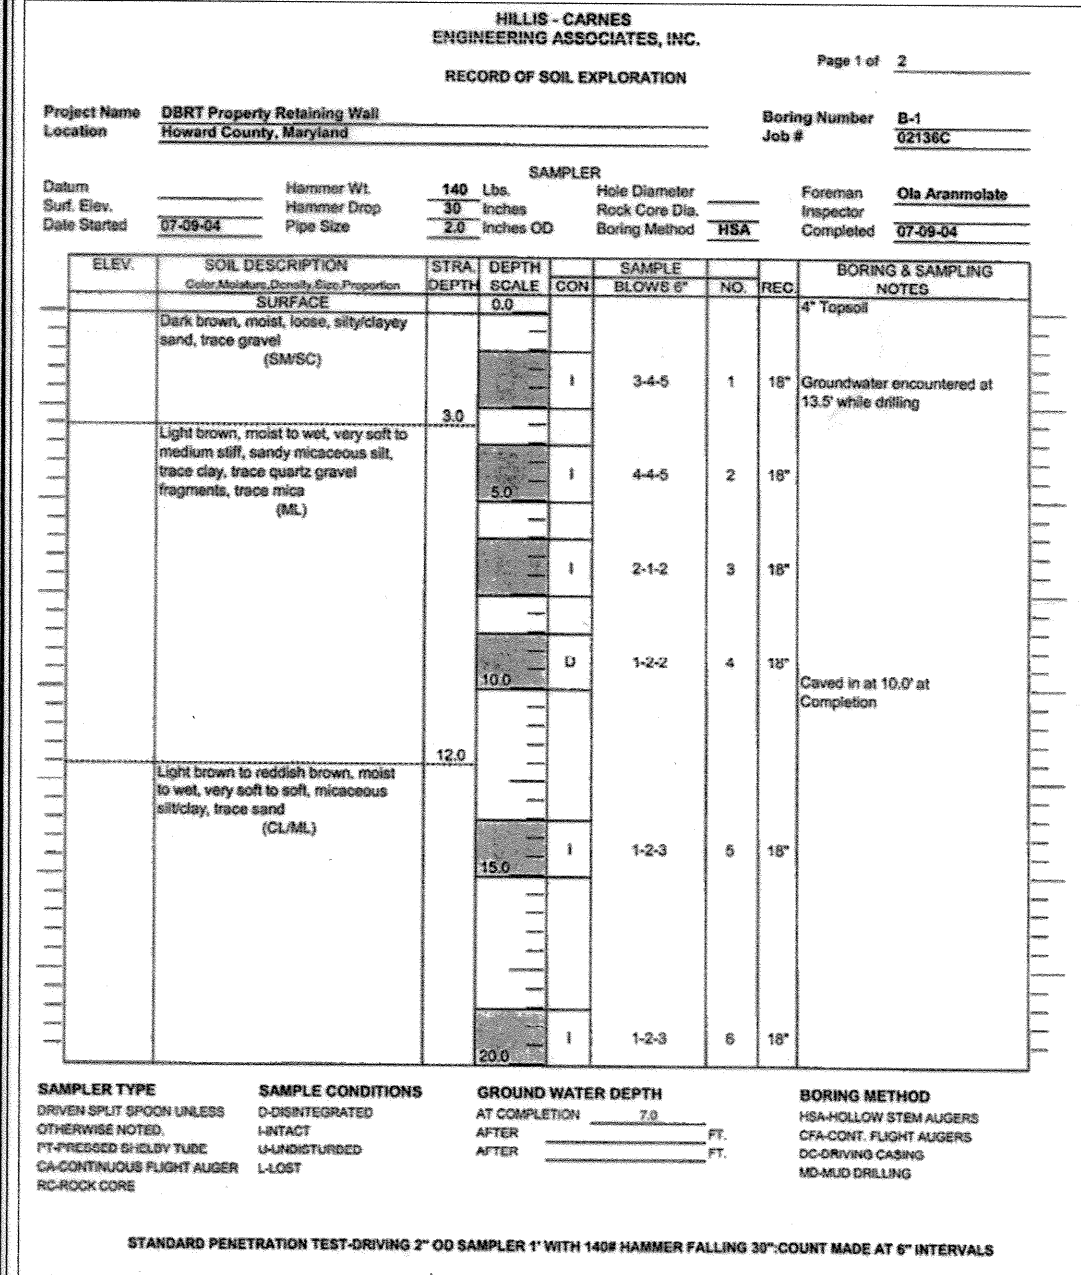 HILLIS - CARNES
ENGINEERING ASSOCIATES, INC.
Page 1 of 2
RECORD OF SOIL EXPLORATION
Project Name DBRT Property Retaining Wall Boring Number B-1
Location Howard County, Maryland Job # 02136C
SAMPLER
Datum Hammer Wt. 140 Lbs. Hole Diameter Foreman Ola Aranmolate
Surf. Elev. Hammer Drop 30 Inches Rock Core Dia. Inspector
Date Started 07-09-04 Pipe Size 2.0 Inches OD Boring Method HSA Completed 07-09-04
ELEV. SOIL DESCRIPTION STRA. DEPTH SAMPLE BORING & SAMPLING
Color,Moisture,Density,Size,Proportion DEPTH SCALE CON BLOWS 6" NO. REC. NOTES
SURFACE 0.0 4" Topsoil
Dark brown, moist, loose, silty/clayey
sand, trace gravel
(SM/SC)
I 3-4-5 1 18" Groundwater encountered at
13.5' while drilling
3.0
Light brown, moist to wet, very soft to
medium stiff, sandy micaceous silt,
trace clay, trace quartz gravel I 4-4-5 2 18"
fragments, trace mica 5.0
(ML)
I 2-1-2 3 18"
D 1-2-2 4 18"
10.0 Caved in at 10.0' at
Completion
12.0
Light brown to reddish brown, moist
to wet, very soft to soft, micaceous
silt/clay, trace sand
(CL/ML)
I 1-2-3 5 18"
15.0
I 1-2-3 6 18"
20.0
SAMPLER TYPE SAMPLE CONDITIONS GROUND WATER DEPTH BORING METHOD
DRIVEN SPLIT SPOON UNLESS D-DISINTEGRATED AT COMPLETION 7.0 HSA-HOLLOW STEM AUGERS
OTHERWISE NOTED. I-INTACT AFTER FT. CFA-CONT. FLIGHT AUGERS
PT-PRESSED SHELBY TUBE U-UNDISTURBED AFTER FT. DC-DRIVING CASING
CA-CONTINUOUS FLIGHT AUGER L-LOST MD-MUD DRILLING
RC-ROCK CORE
STANDARD PENETRATION TEST-DRIVING 2" OD SAMPLER 1' WITH 140# HAMMER FALLING 30":COUNT MADE AT 6" INTERVALS